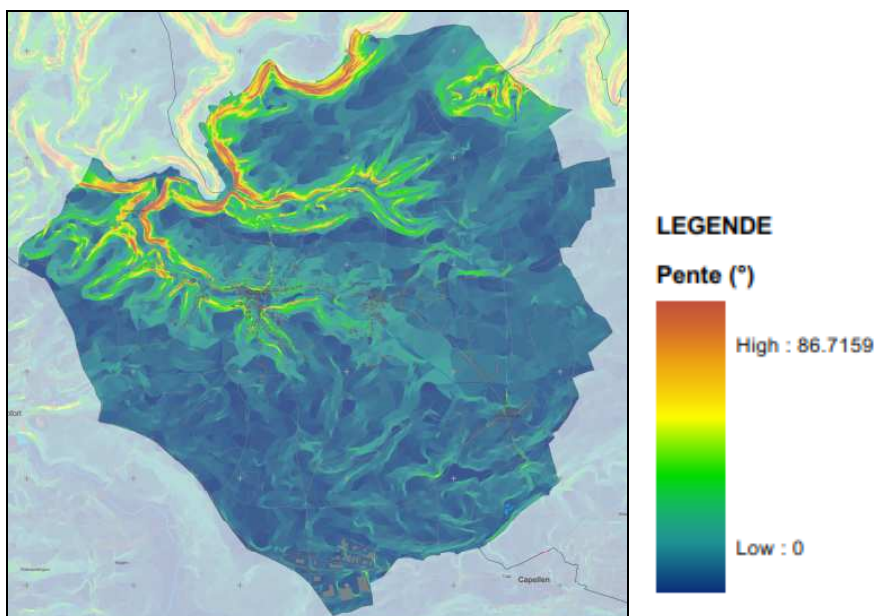 LEGENDE
Pente (°)
High : 86.7159
Low : 0
Capellen